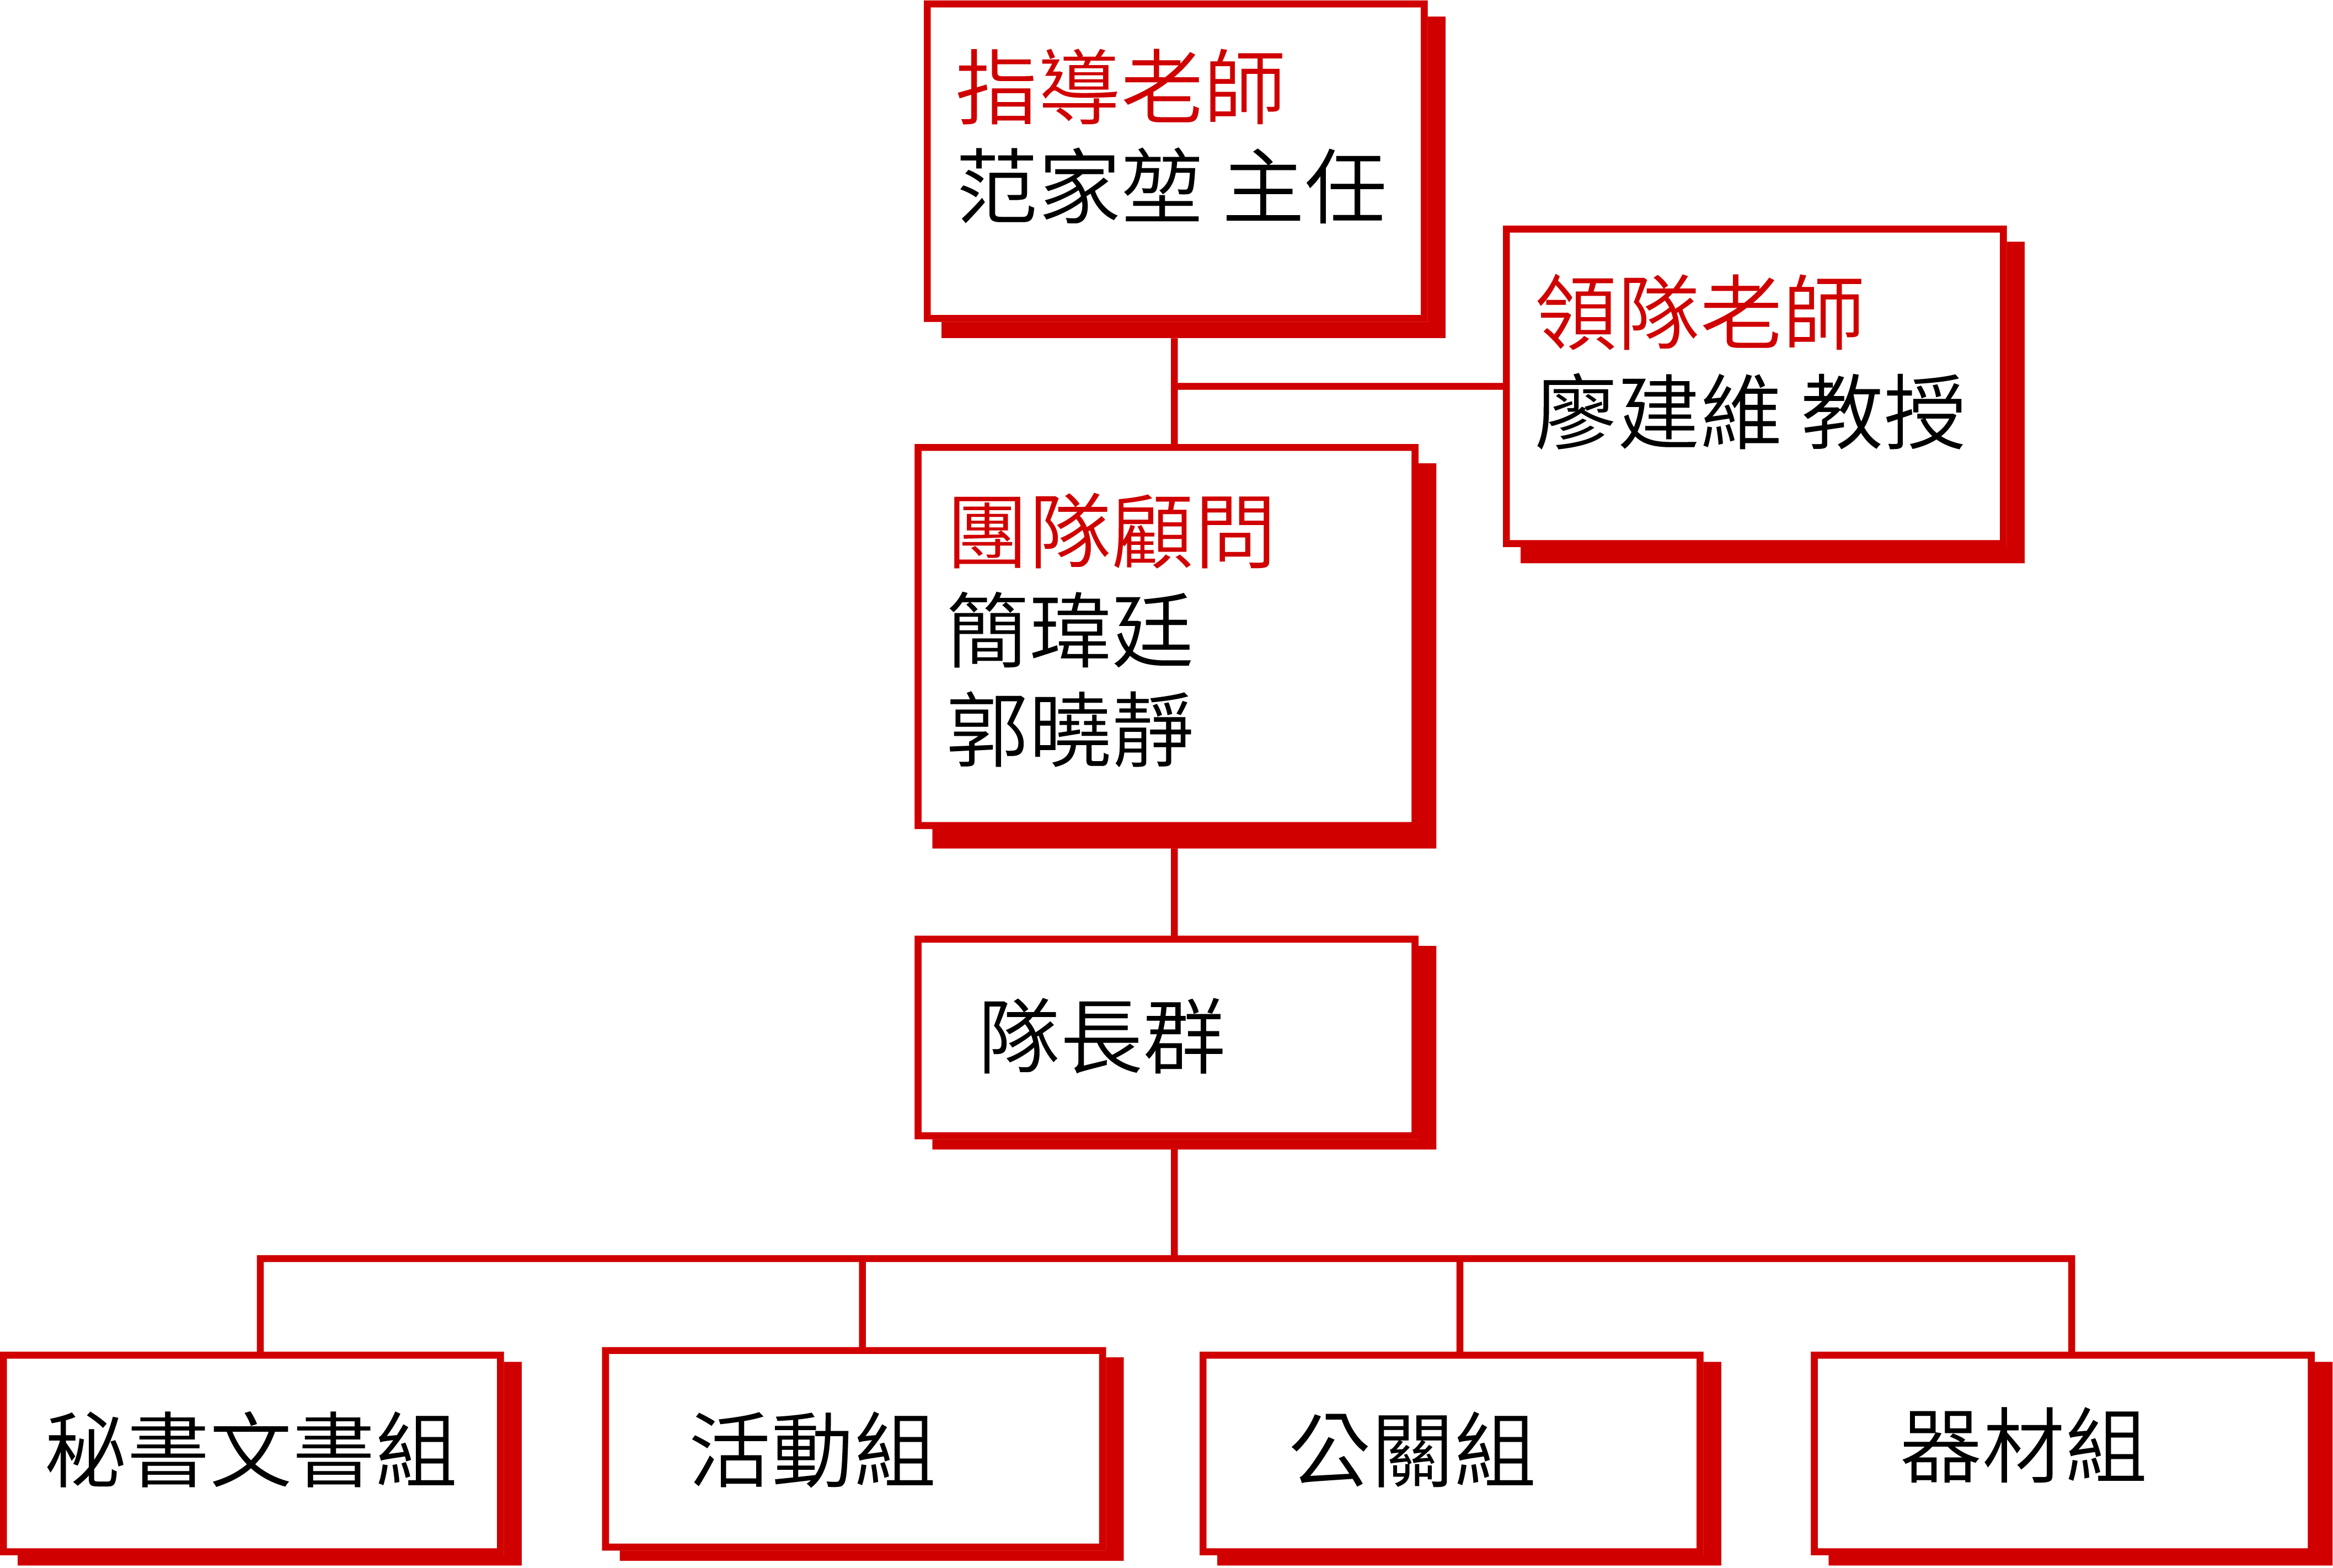 指導老師
范家堃 主任
領隊老師
廖建維 教授
團隊顧問
簡瑋廷
郭曉靜
隊長群
秘書文書組
活動組
公關組
器材組